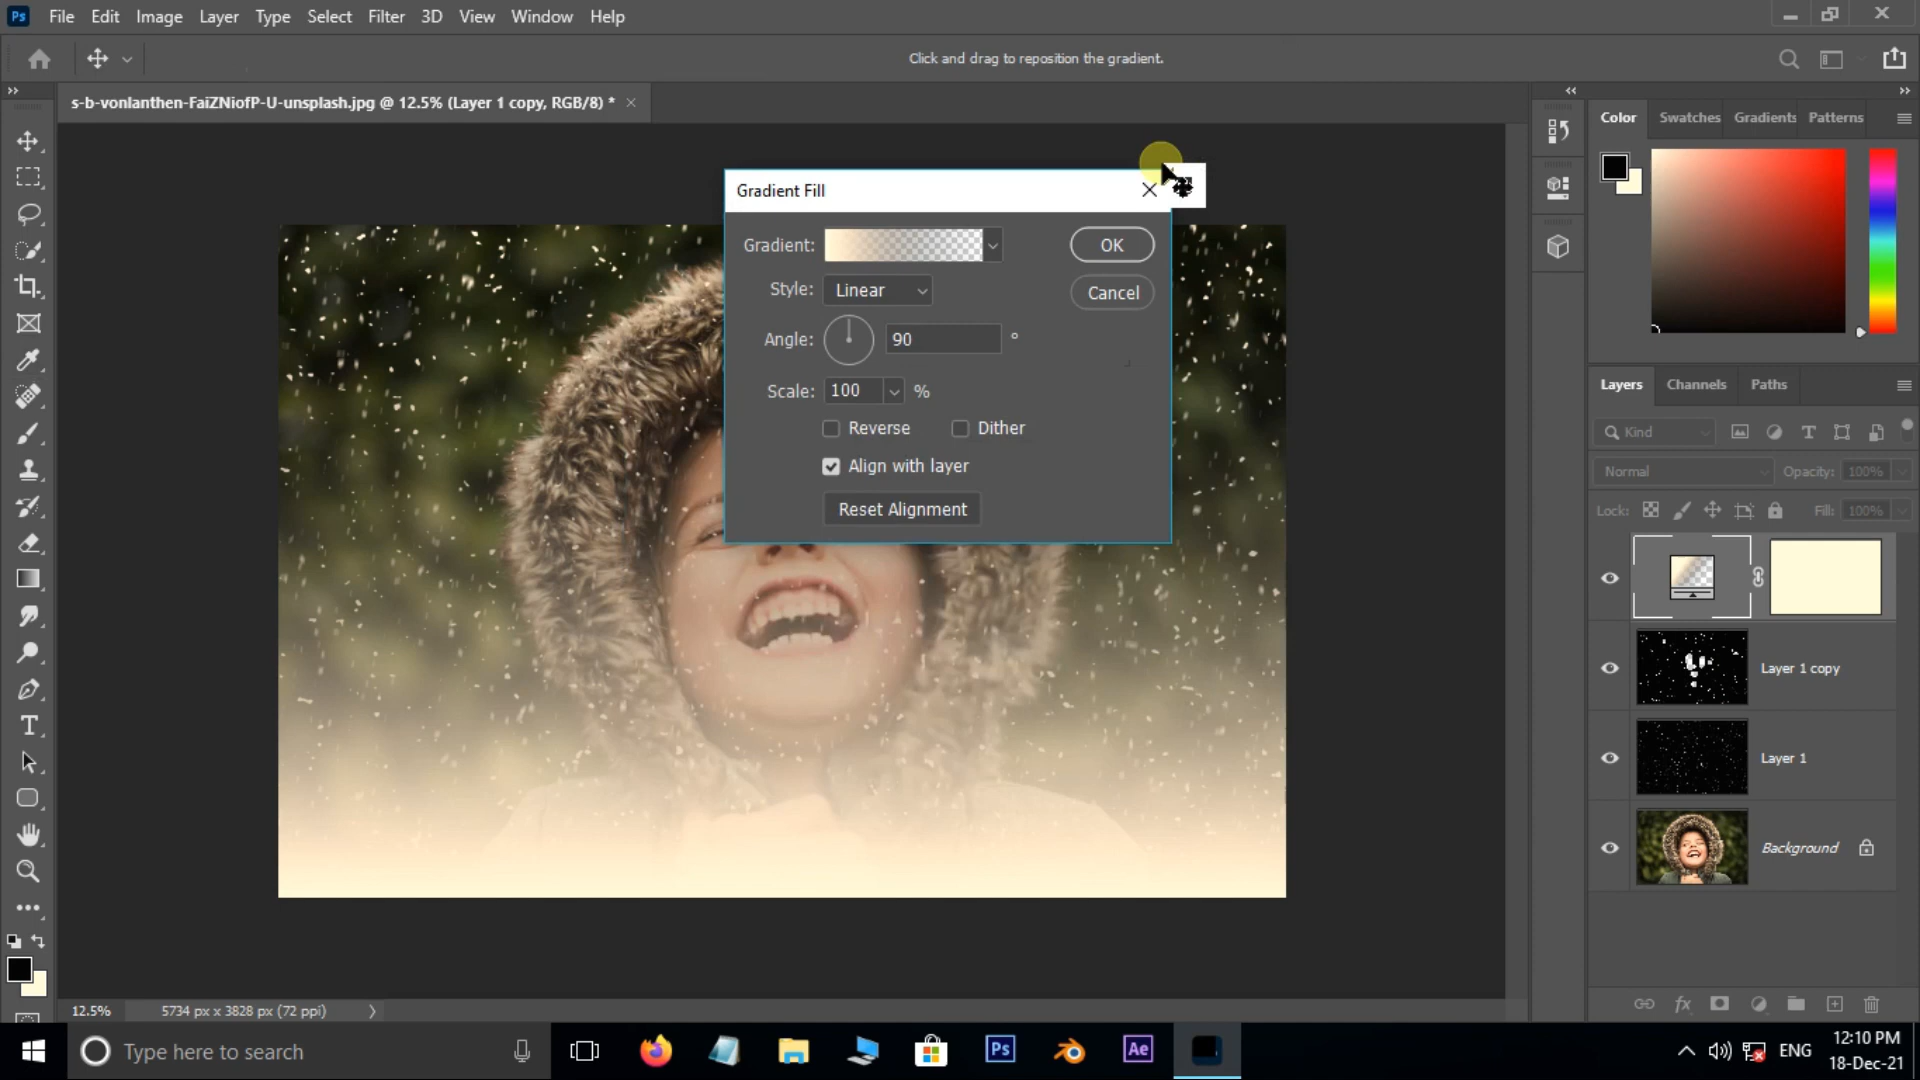 Ps File Edit Image Layer Type Select Filter 3D View Window Help
Click and drag to reposition the gradient.
s-b-vonlanthen-FaiZNiofP-U-unsplash.jpg @ 12.5% (Layer 1 copy, RGB/8) *
Color Swatches Gradients Patterns
Gradient Fill
Gradient:
OK
Style: Linear
Cancel
Angle: 90 °
Scale: 100 %
Reverse Dither
Align with layer
Reset Alignment
Layers Channels Paths
Kind
Normal Opacity: 100%
Lock: Fill: 100%
Layer 1 copy
Layer 1
Background
12.5% 5734 px x 3828 px (72 ppi)
Type here to search
Ps
Ae
ENG
12:10 PM
18-Dec-21